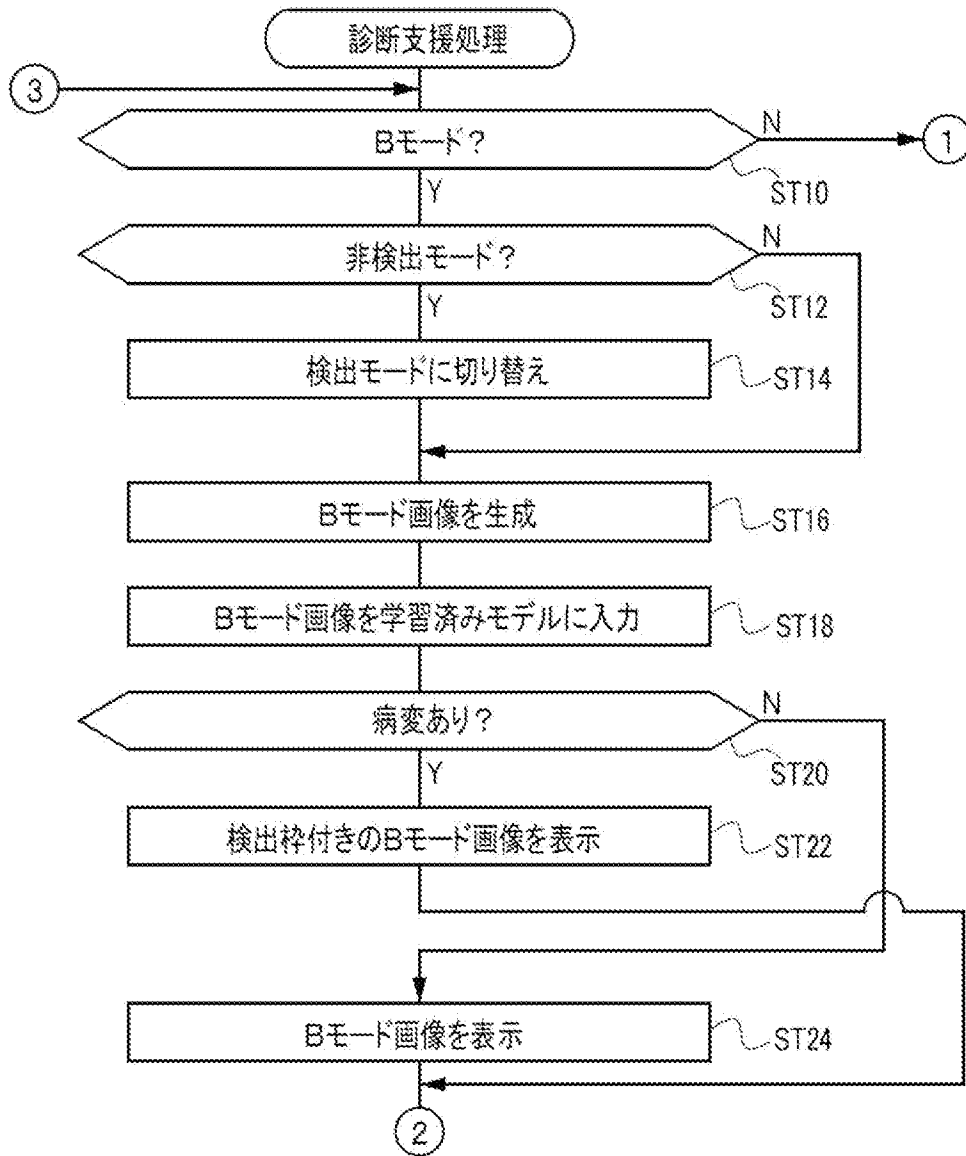 診断支援処理
3
Bモード?
N
1
ST10
Y
非検出モード?
N
ST12
Y
検出モードに切り替え
ST14
Bモード画像を生成
ST16
Bモード画像を学習済みモデルに入力
ST18
病変あり?
N
ST20
Y
検出枠付きのBモード画像を表示
ST22
Bモード画像を表示
ST24
2